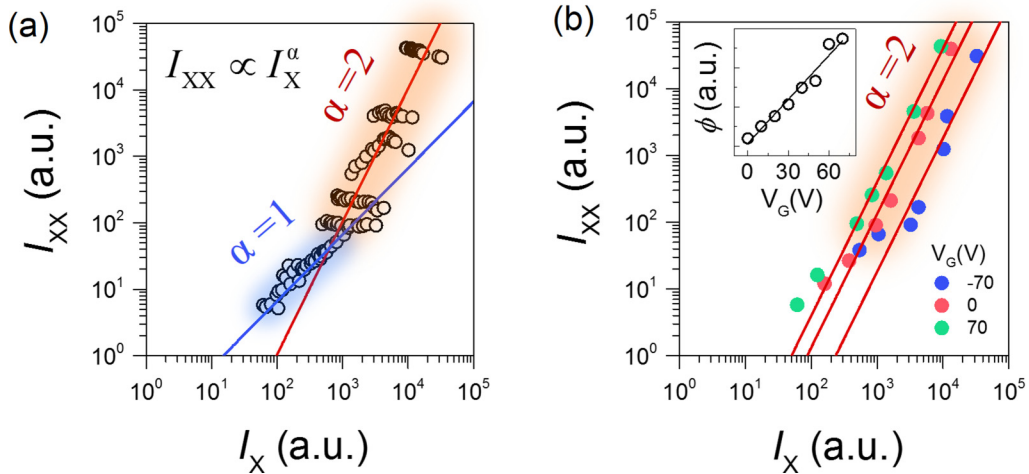 (a)
I_XX ∝ I_X^α
α=2
α=1
10^5
10^4
10^3
10^2
10^1
10^0
I_XX (a.u.)
10^0 10^1 10^2 10^3 10^4 10^5
I_X (a.u.)
(b)
α=2
ϕ (a.u.)
0 30 60
V_G(V)
10^5
10^4
10^3
10^2
10^1
10^0
I_XX (a.u.)
V_G(V)
-70
0
70
10^0 10^1 10^2 10^3 10^4 10^5
I_X (a.u.)